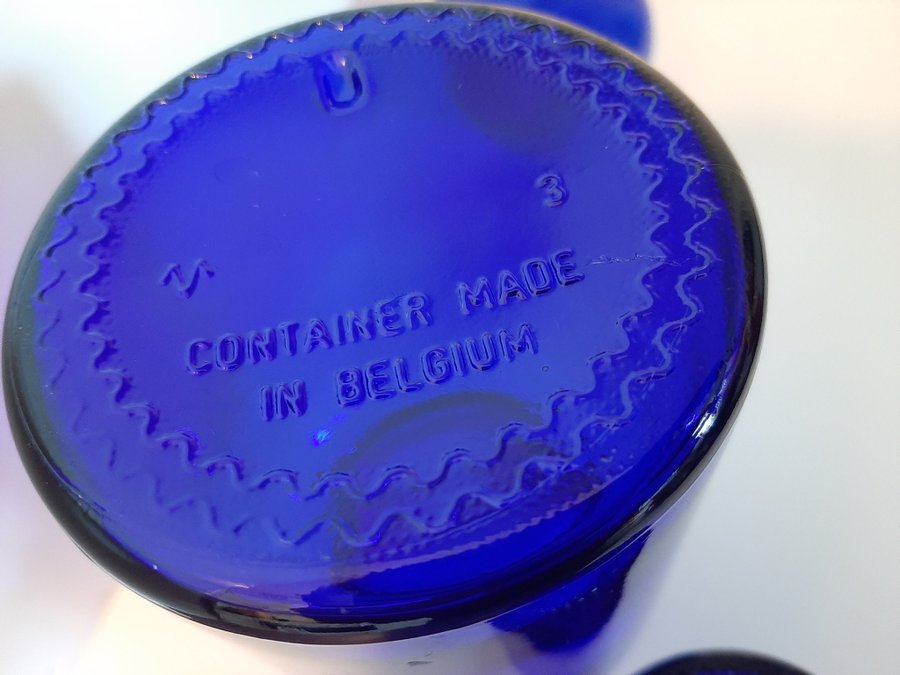 U
3
CONTAINER MADE
IN BELGIUM